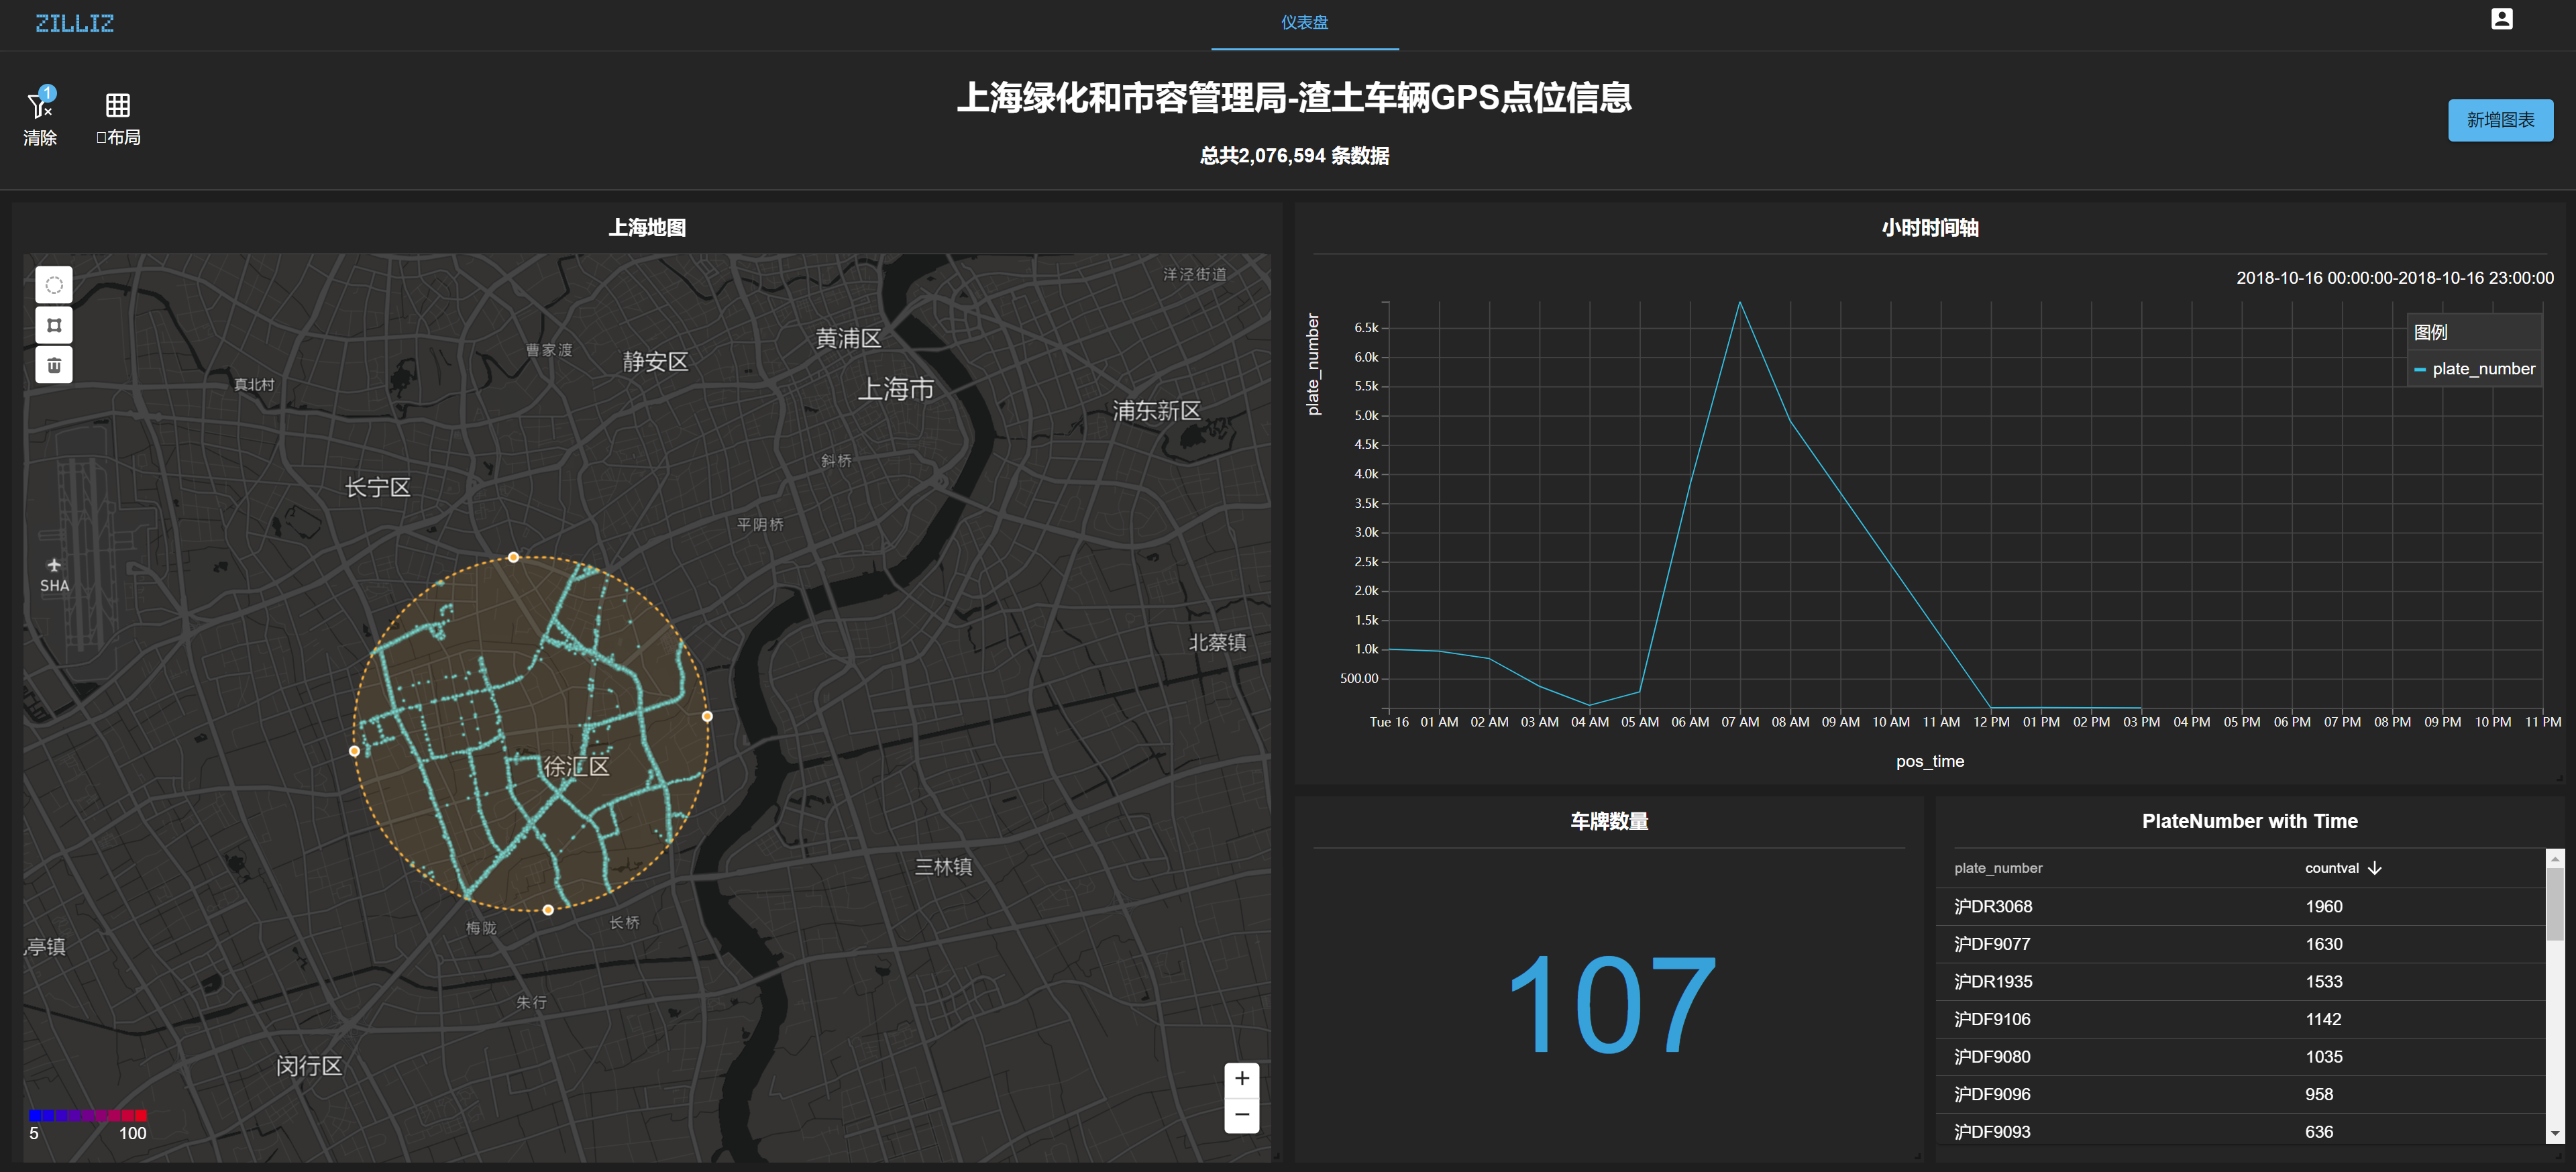 ZILLIZ
仪表盘
1
清除
布局
上海绿化和市容管理局-渣土车辆GPS点位信息
总共2,076,594 条数据
新增图表
上海地图
洋泾街道
黄浦区
曹家渡
静安区
真北村
上海市
浦东新区
斜桥
长宁区
平阴桥
SHA
北蔡镇
徐汇区
三林镇
梅陇
长桥
亭镇
朱行
闵行区
5
100
+
−
小时时间轴
2018-10-16 00:00:00-2018-10-16 23:00:00
plate_number
图例
plate_number
6.5k
6.0k
5.5k
5.0k
4.5k
4.0k
3.5k
3.0k
2.5k
2.0k
1.5k
1.0k
500.00
Tue 16 01 AM 02 AM 03 AM 04 AM 05 AM 06 AM 07 AM 08 AM 09 AM 10 AM 11 AM 12 PM 01 PM 02 PM 03 PM 04 PM 05 PM 06 PM 07 PM 08 PM 09 PM 10 PM 11 PM
pos_time
车牌数量
107
PlateNumber with Time
plate_number countval
沪DR3068 1960
沪DF9077 1630
沪DR1935 1533
沪DF9106 1142
沪DF9080 1035
沪DF9096 958
沪DF9093 636